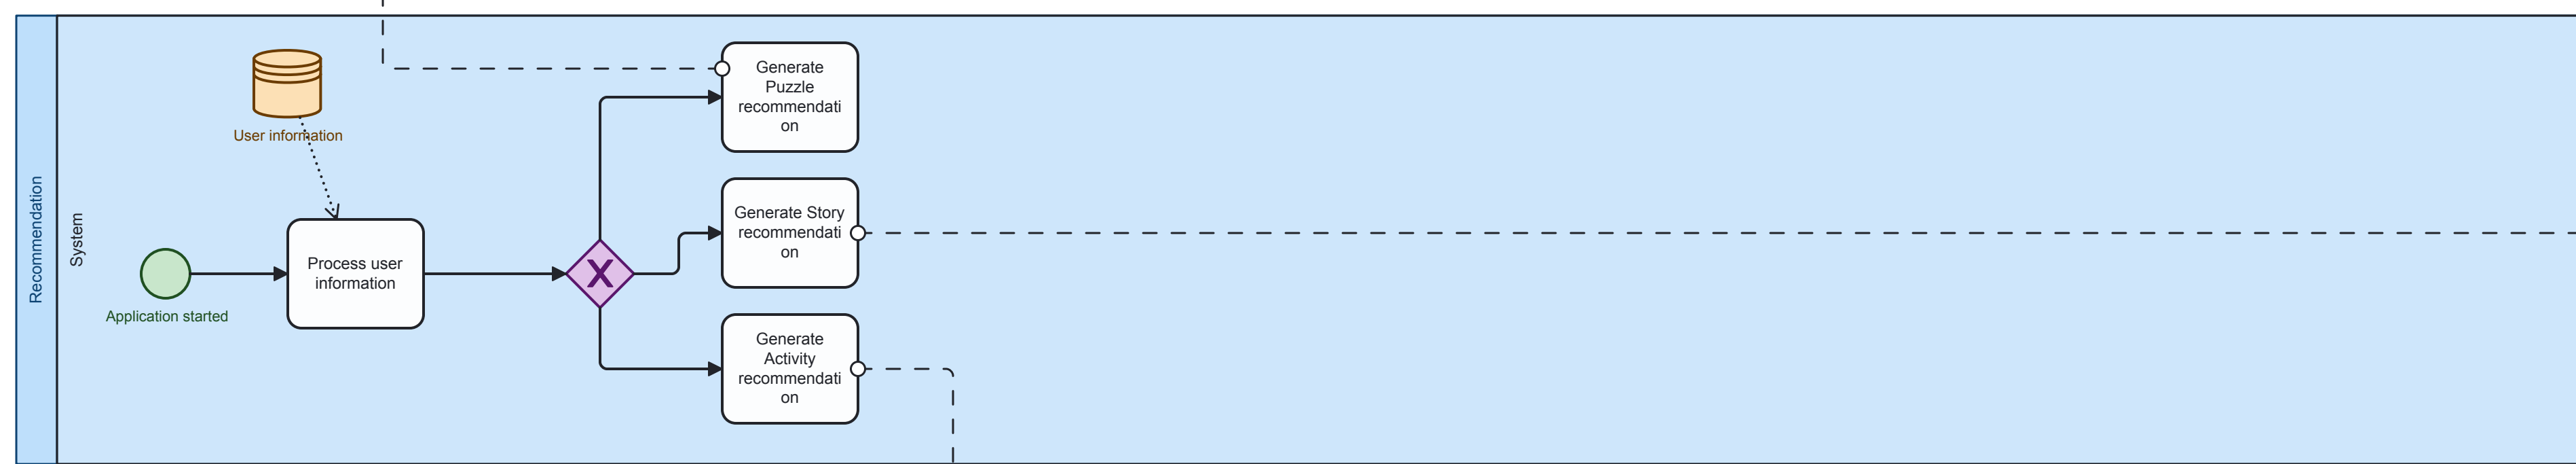 Recommendation
System
User information
Application started
Process user
information
X
Generate
Puzzle
recommendati
on
Generate Story
recommendati
on
Generate
Activity
recommendati
on